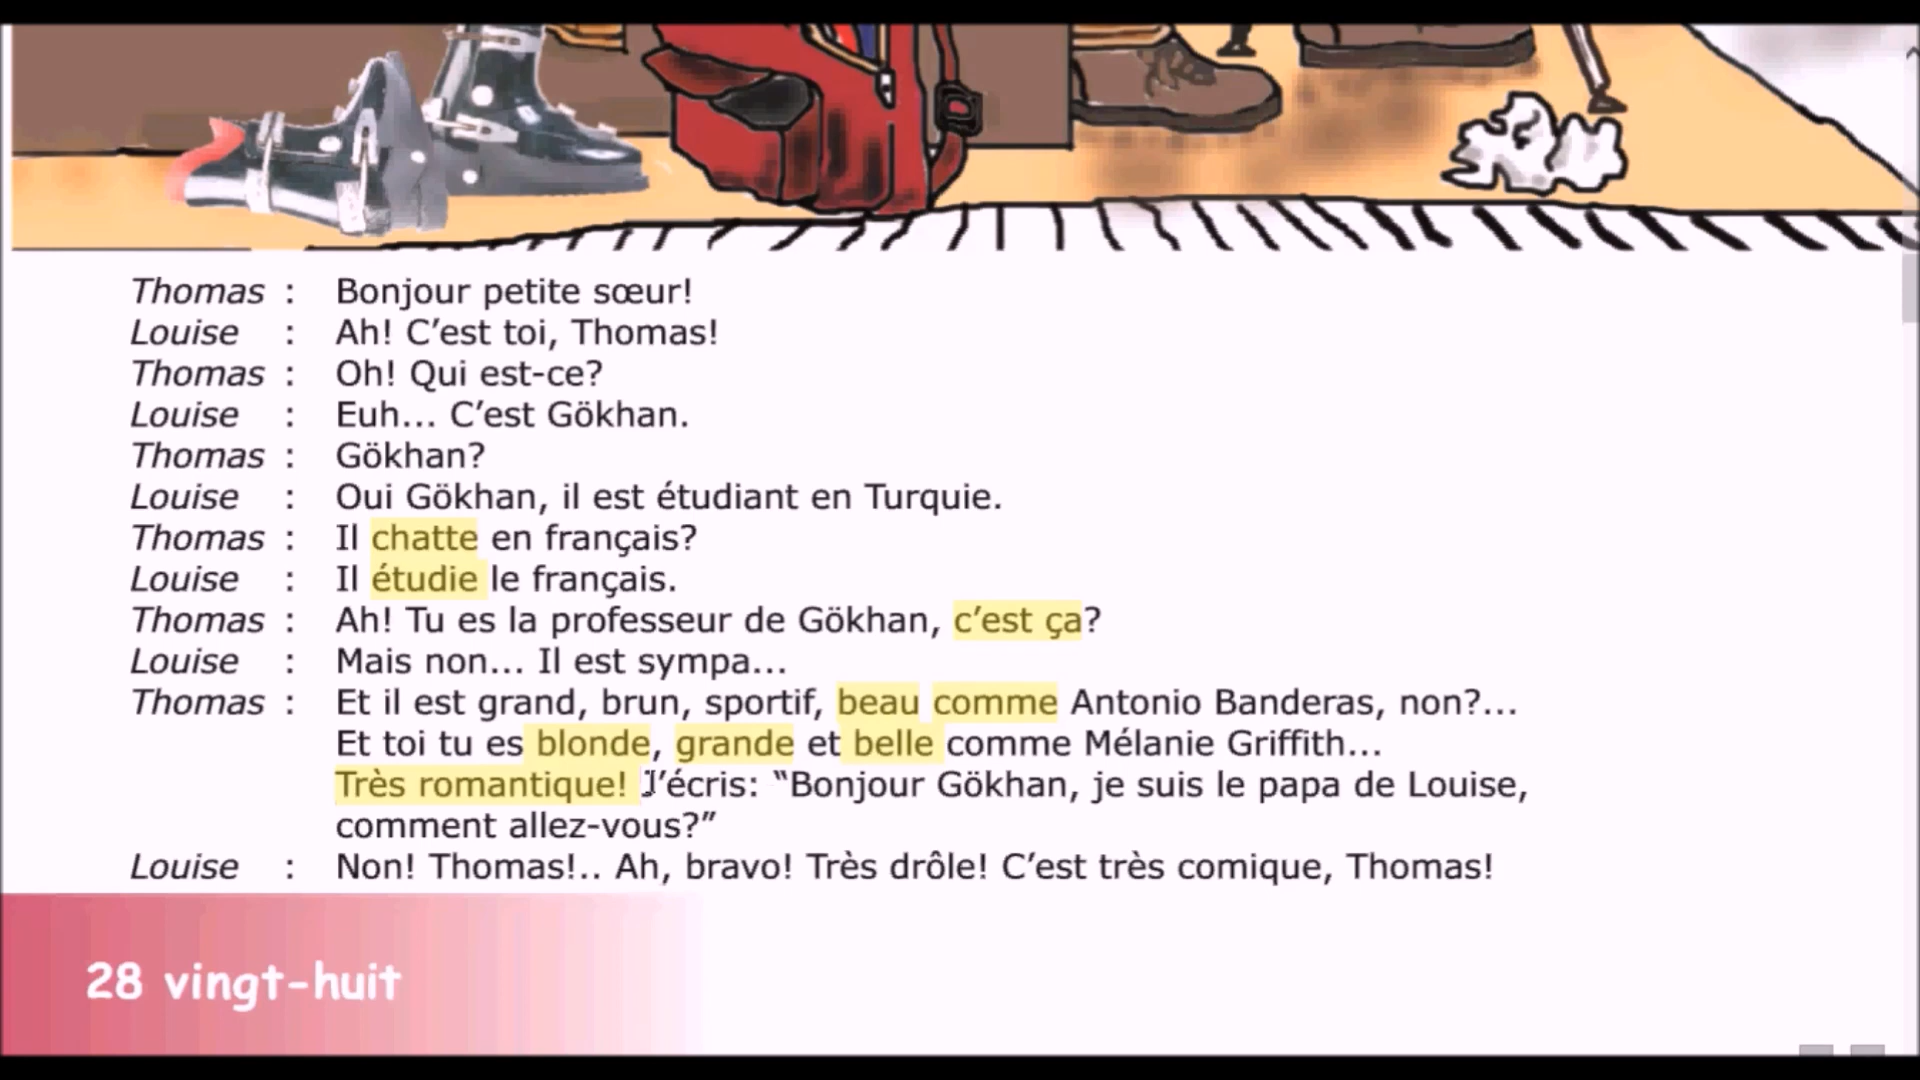 Thomas : Bonjour petite sœur!
Louise : Ah! C’est toi, Thomas!
Thomas : Oh! Qui est-ce?
Louise : Euh... C’est Gökhan.
Thomas : Gökhan?
Louise : Oui Gökhan, il est étudiant en Turquie.
Thomas : Il chatte en français?
Louise : Il étudie le français.
Thomas : Ah! Tu es la professeur de Gökhan, c’est ça?
Louise : Mais non... Il est sympa...
Thomas : Et il est grand, brun, sportif, beau comme Antonio Banderas, non?...
Et toi tu es blonde, grande et belle comme Mélanie Griffith...
Très romantique! J’écris: “Bonjour Gökhan, je suis le papa de Louise,
comment allez-vous?”
Louise : Non! Thomas!.. Ah, bravo! Très drôle! C’est très comique, Thomas!
28 vingt-huit